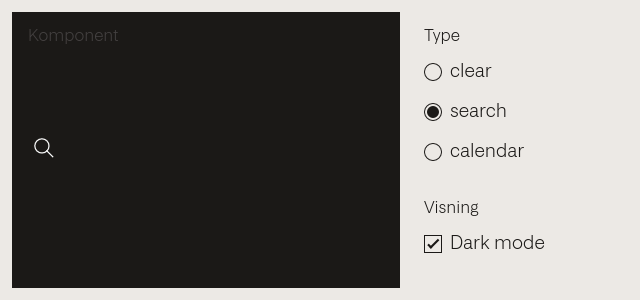 Komponent
Type
clear
search
calendar
Visning
Dark mode